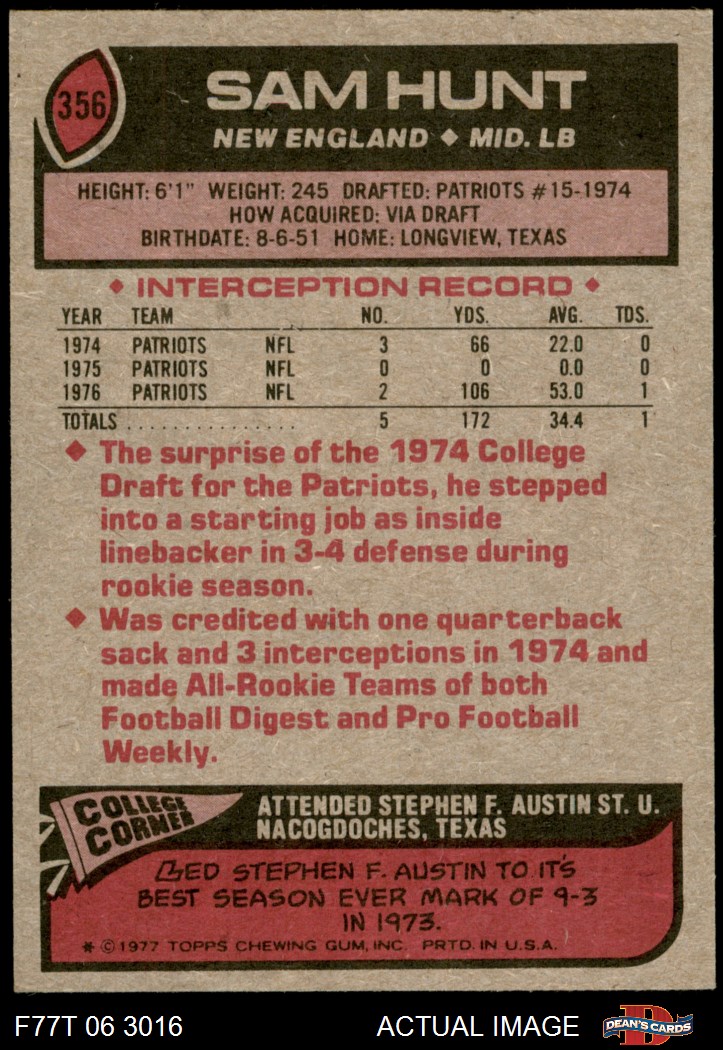 356
SAM HUNT
NEW ENGLAND ◆ MID. LB
HEIGHT: 6'1" WEIGHT: 245 DRAFTED: PATRIOTS #15-1974
HOW ACQUIRED: VIA DRAFT
BIRTHDATE: 8-6-51 HOME: LONGVIEW, TEXAS
◆ INTERCEPTION RECORD ◆
YEAR TEAM NO. YDS. AVG. TDS.
1974 PATRIOTS NFL 3 66 22.0 0
1975 PATRIOTS NFL 0 0 0.0 0
1976 PATRIOTS NFL 2 106 53.0 1
TOTALS . . . . . . . . . . . . . . . 5 172 34.4 1
◆ The surprise of the 1974 College
Draft for the Patriots, he stepped
into a starting job as inside
linebacker in 3-4 defense during
rookie season.
◆ Was credited with one quarterback
sack and 3 interceptions in 1974 and
made All-Rookie Teams of both
Football Digest and Pro Football
Weekly.
COLLEGE
CORNER
ATTENDED STEPHEN F. AUSTIN ST. U.
NACOGDOCHES, TEXAS
LED STEPHEN F. AUSTIN TO IT'S
BEST SEASON EVER MARK OF 9-3
IN 1973.
* ©1977 TOPPS CHEWING GUM, INC. PRTD. IN U.S.A.
F77T 06 3016 ACTUAL IMAGE
D
DEAN'S CARDS